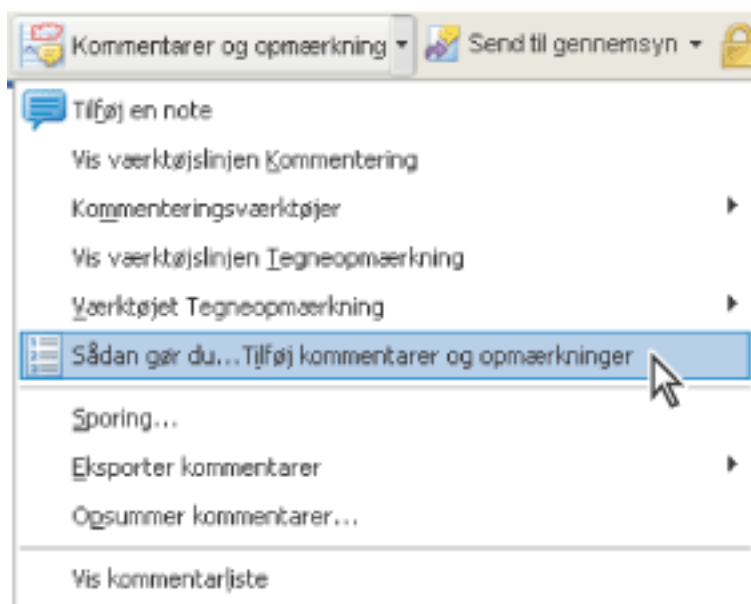 Kommentarer og opmærkning Send til gennemsyn
Tilføj en note
Vis værktøjslinjen Kommentering
Kommenteringsværktøjer
Vis værktøjslinjen Tegneopmærkning
Værktøjet Tegneopmærkning
Sådan gør du...Tilføj kommentarer og opmærkninger
Sporing...
Eksporter kommentarer
Opsummer kommentarer...
Vis kommentarliste